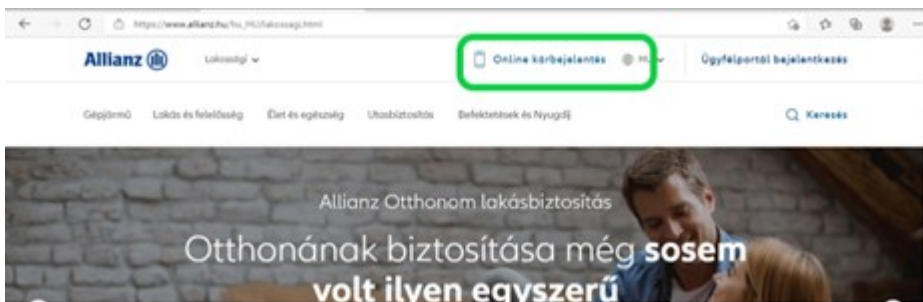 https://www.allianz.hu/hu_HU/lakossagi.html
Allianz Lakossági Online kárbejelentés HU Ügyfélportál bejelentkezés
Gépjármű Lakás és felelősség Élet és egészség Utasbiztosítás Befektetések és Nyugdíj Keresés
Allianz Otthonom lakásbiztosítás
Otthonának biztosítása még sosem
volt ilyen egyszerű